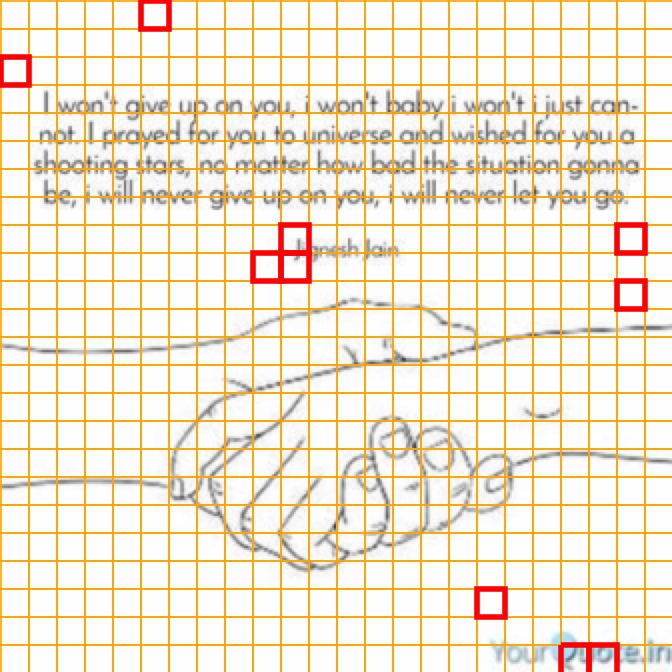 I won't give up on you, i won't baby i won't i just can-
not. I prayed for you to universe and wished for you a
shooting stars, no matter how bad the situation gonna
be, i will never give up on you, i will never let you go.
Jignesh Jain
YourQuote.in